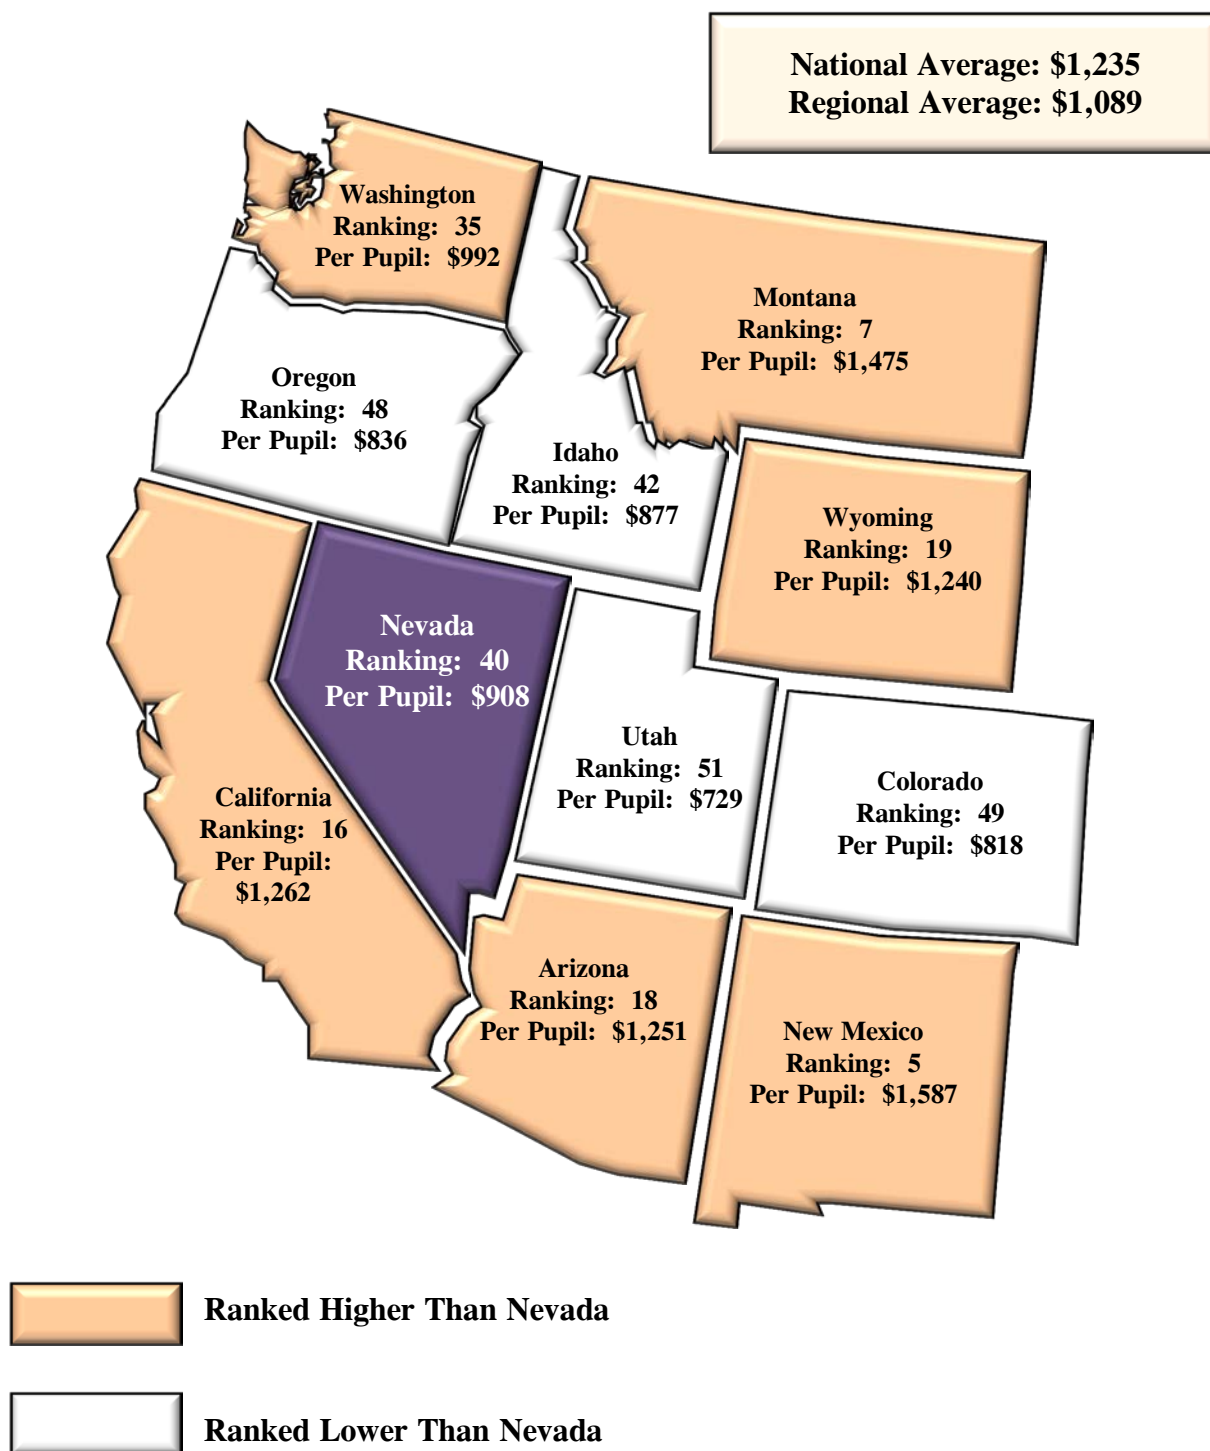 National Average: $1,235
Regional Average: $1,089
Washington
Ranking: 35
Per Pupil: $992
Montana
Ranking: 7
Per Pupil: $1,475
Oregon
Ranking: 48
Per Pupil: $836
Idaho
Ranking: 42
Per Pupil: $877
Wyoming
Ranking: 19
Per Pupil: $1,240
Nevada
Ranking: 40
Per Pupil: $908
Utah
Ranking: 51
Per Pupil: $729
Colorado
Ranking: 49
Per Pupil: $818
California
Ranking: 16
Per Pupil:
$1,262
Arizona
Ranking: 18
Per Pupil: $1,251
New Mexico
Ranking: 5
Per Pupil: $1,587
Ranked Higher Than Nevada
Ranked Lower Than Nevada